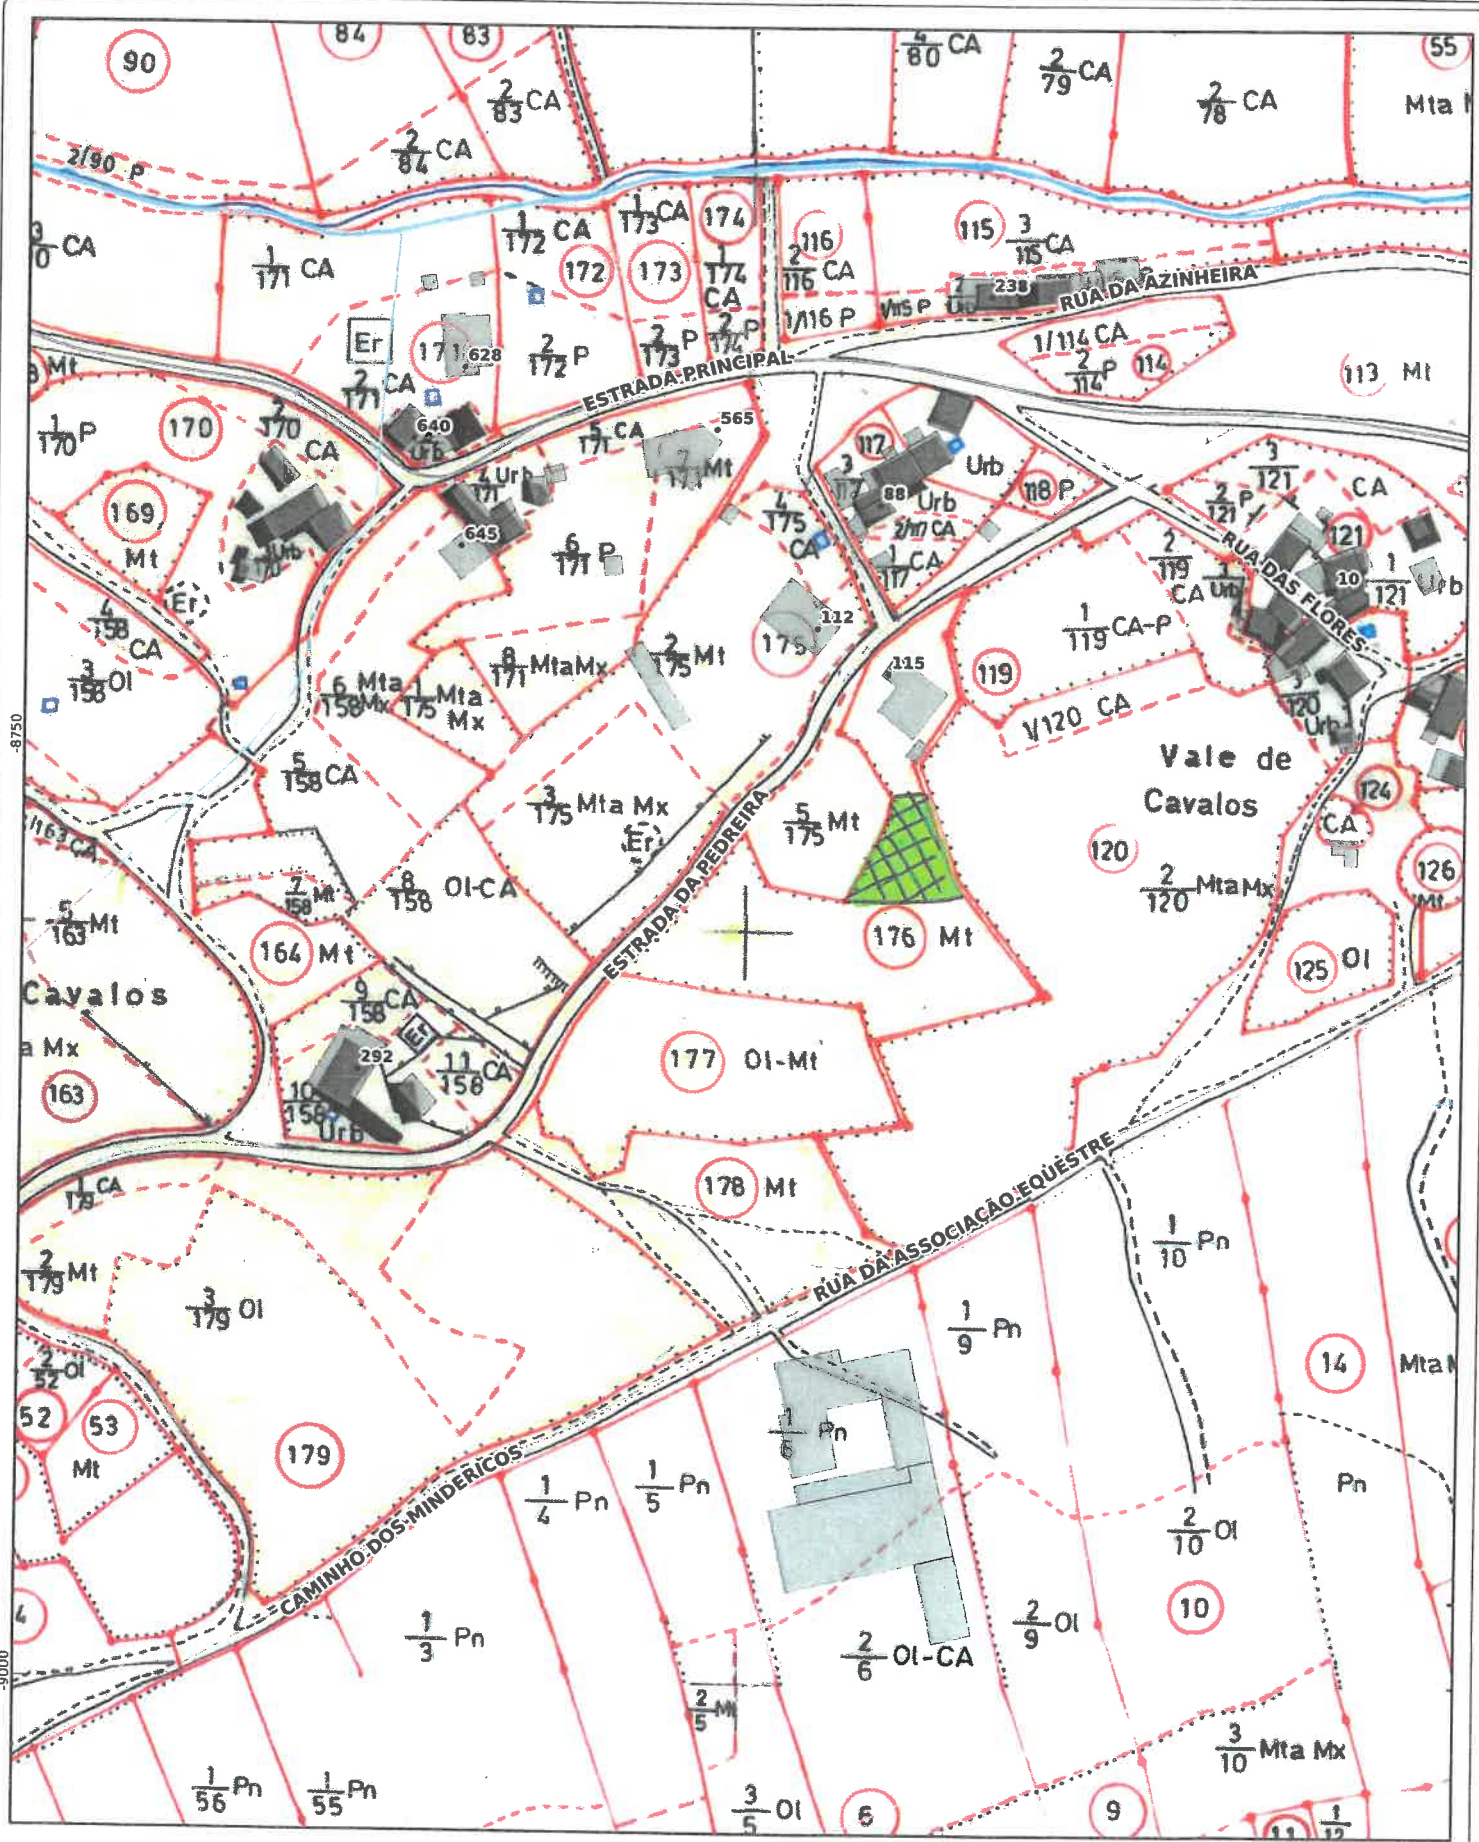 90
84
83
4/80 CA
2/79 CA
2/78 CA
55
Mta
2/83 CA
2/84 CA
2/90 P
CA
1/171 CA
1/172 CA
172
1/173 CA
173
174
1/174 CA
116
2/116 CA
115
3/115 CA
238
RUA DA AZINHEIRA
1/116 P
1/115 P
Urb
1/114 CA
2/114 P
114
113 Mt
Er
171
628
2/172 P
2/173 P
2/174 P
ESTRADA PRINCIPAL
Mt
2/171 CA
1/170 P
170
2/170 CA
640
Urb
5/171 CA
565
7/171 Mt
117
3/117
88
Urb
Urb
2/117 CA
118 P
3/121 CA
2/121 P
121
169
Mt
4/171 Urb
645
6/171 P
4/175 CA
1/117 CA
2/119 CA
RUA DAS FLORES
10
1/121 Urb
Urb
Er
4/158 CA
3/158 Ol
112
175
1/119 CA-P
119
115
8/171 Mta Mx
2/175 Mt
6/158 Mta Mx
1/175 Mta Mx
1/120 CA
120 Urb
-8750
Vale de
Cavalos
5/158 CA
3/175 Mta Mx
Er
5/175 Mt
124
CA
120
2/120 Mta Mx
126
Mt
1/163 CA
7/158 Mt
8/158 Ol-CA
ESTRADA DA PEDREIRA
5/163 Mt
164 Mt
176 Mt
125 Ol
Cavalos
9/158 CA
Er
a Mx
292
11/158 CA
177 Ol-Mt
163
10/158 Urb
178 Mt
RUA DA ASSOCIAÇÃO EQUESTRE
1/179 CA
2/179 Mt
3/179 Ol
1/10 Pn
1/9 Pn
14
Mta
2/52 Ol
52
53
Mt
179
1/6 Pn
CAMINHO DOS MINDERICOS
1/4 Pn
1/5 Pn
Pn
2/10 Ol
10
4
1/3 Pn
2/9 Ol
2/6 Ol-CA
-9000
2/5 Mt
3/10 Mta Mx
1/56 Pn
1/55 Pn
3/5 Ol
6
9
11
1/12